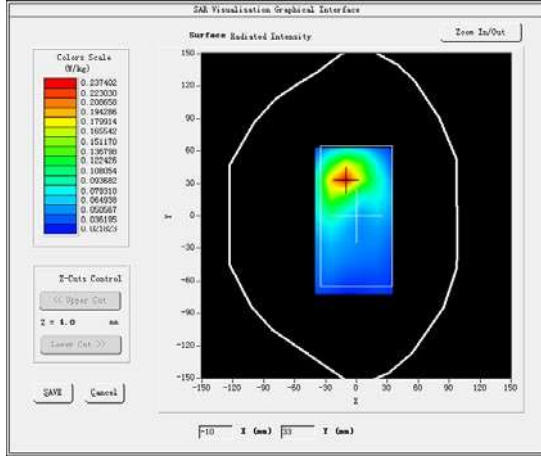 SAR Visualisation Graphical Interface
Surface Radiated Intensity
Zoom In/Out
Colors Scale
(W/kg)
0.237402
0.223030
0.208658
0.194286
0.179914
0.165542
0.151170
0.136798
0.122426
0.108054
0.093682
0.079310
0.064938
0.050567
0.036195
0.021823
150
120
90
60
30
0
-30
-60
-90
-120
-150
Y
-150 -120 -90 -60 -30 0 30 60 90 120 150
X
Z-Cuts Control
<< Upper Cut
Z = 4.0 mm
Lower Cut >>
SAVE Cancel
-10 X (mm) 33 Y (mm)